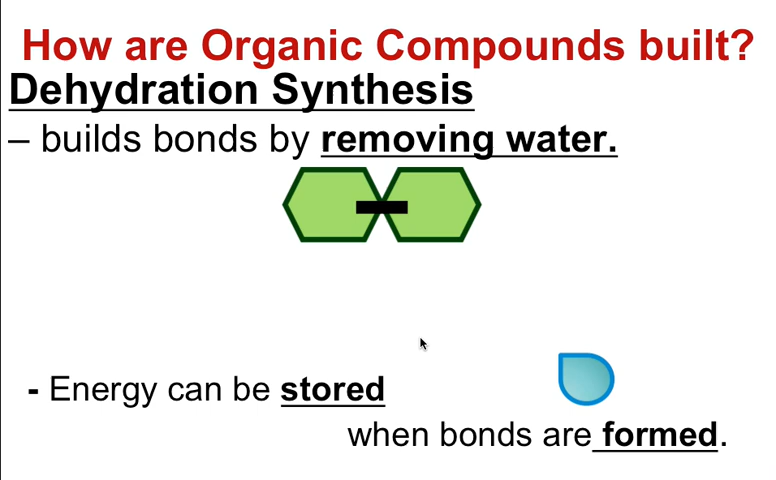 How are Organic Compounds built?
Dehydration Synthesis
– builds bonds by removing water.
- Energy can be stored
when bonds are formed.